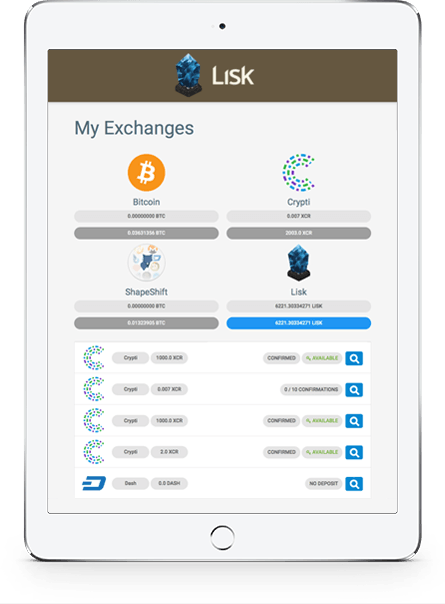 Lisk
My Exchanges
Bitcoin
0.00000000 BTC
0.03631356 BTC
Crypti
0.007 XCR
2003.0 XCR
ShapeShift
0.00000000 BTC
0.01323900 BTC
Lisk
6221.30334271 LISK
6221.30334271 LISK
Crypti 1000.0 XCR CONFIRMED AVAILABLE
Crypti 0.007 XCR 0 / 10 CONFIRMATIONS
Crypti 1000.0 XCR CONFIRMED AVAILABLE
Crypti 2.0 XCR CONFIRMED AVAILABLE
Dash 0.0 DASH NO DEPOSIT